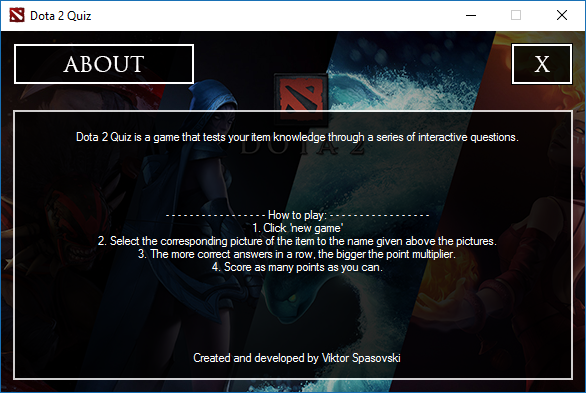 Dota 2 Quiz
ABOUT
X
DOTA 2
Dota 2 Quiz is a game that tests your item knowledge through a series of interactive questions.
- - - - - - - - - - - - - - - - - How to play: - - - - - - - - - - - - - - - - -
1. Click 'new game'
2. Select the corresponding picture of the item to the name given above the pictures.
3. The more correct answers in a row, the bigger the point multiplier.
4. Score as many points as you can.
Created and developed by Viktor Spasovski